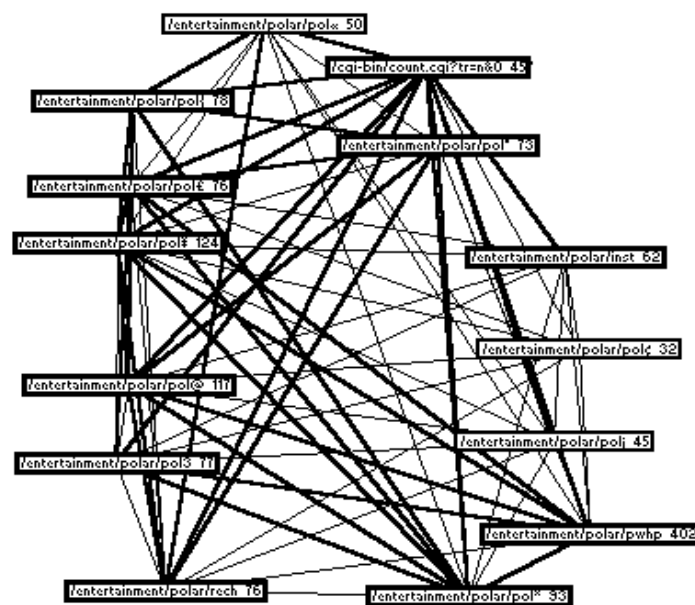 /entertainment/polar/pol« 50
/cgi-bin/count.cgi?tr=n&0 45
/entertainment/polar/pol 78
/entertainment/polar/pol" 73
/entertainment/polar/pol€ 76
/entertainment/polar/pol‡ 124
/entertainment/polar/inst 62
/entertainment/polar/pol¢ 32
/entertainment/polar/pol@ 117
/entertainment/polar/polj 45
/entertainment/polar/pol3 77
/entertainment/polar/pwhp 402
/entertainment/polar/rech 76
/entertainment/polar/pol* 93